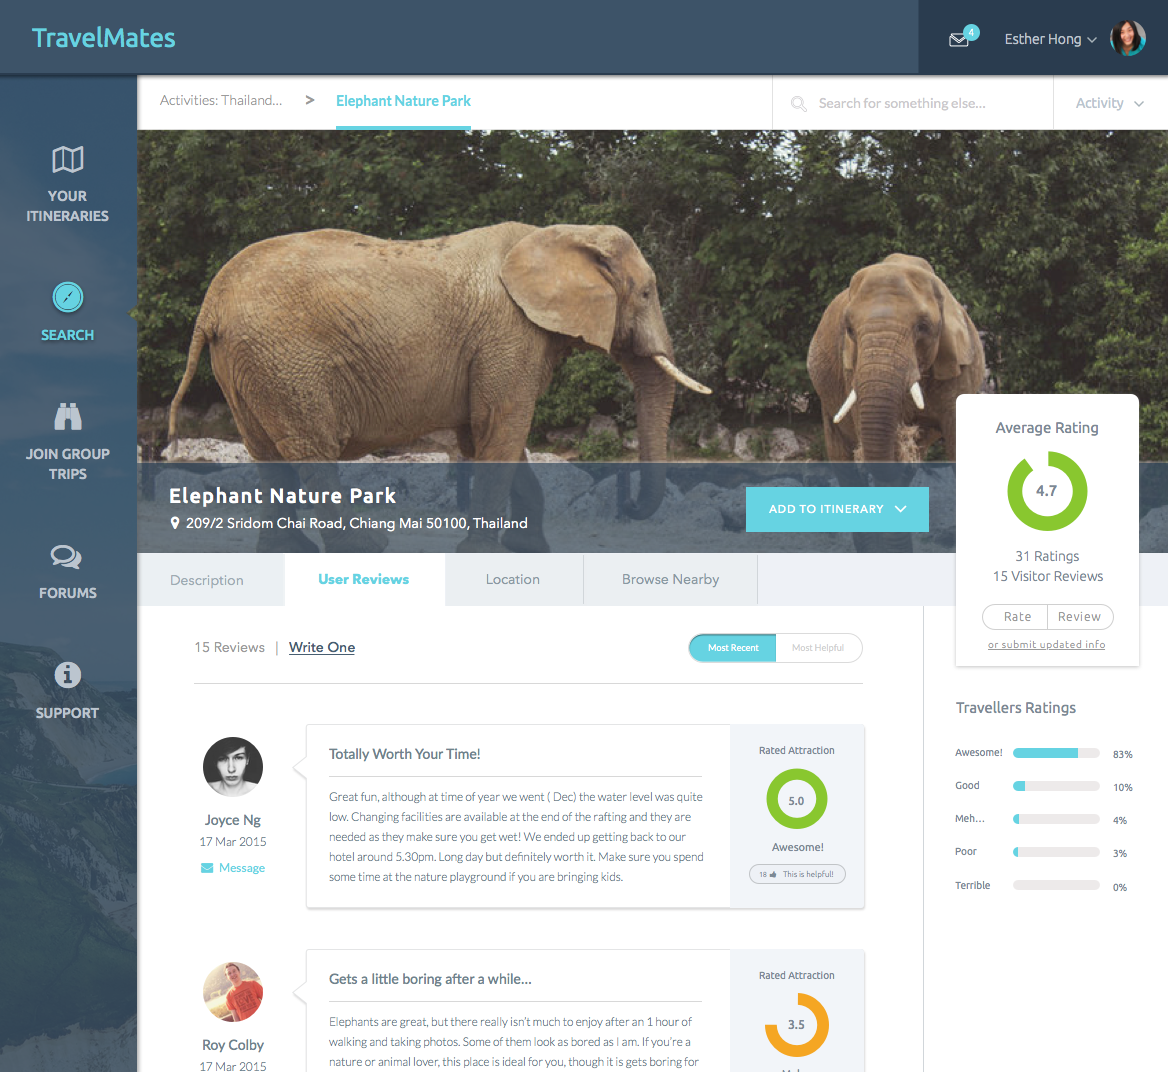 TravelMates
4
Esther Hong
Activities: Thailand...
>
Elephant Nature Park
Search for something else...
Activity
YOUR
ITINERARIES
SEARCH
JOIN GROUP
TRIPS
FORUMS
SUPPORT
Elephant Nature Park
209/2 Sridom Chai Road, Chiang Mai 50100, Thailand
ADD TO ITINERARY
Average Rating
4.7
31 Ratings
15 Visitor Reviews
Rate
Review
or submit updated info
Description
User Reviews
Location
Browse Nearby
15 Reviews | Write One
Most Recent
Most Helpful
Joyce Ng
17 Mar 2015
Message
Totally Worth Your Time!
Great fun, although at time of year we went ( Dec) the water level was quite
low. Changing facilities are available at the end of the rafting and they are
needed as they make sure you get wet! We ended up getting back to our
hotel around 5.30pm. Long day but definitely worth it. Make sure you spend
some time at the nature playground if you are bringing kids.
Rated Attraction
5.0
Awesome!
18 This is helpful!
Travellers Ratings
Awesome! 83%
Good 10%
Meh... 4%
Poor 3%
Terrible 0%
Roy Colby
17 Mar 2015
Gets a little boring after a while...
Elephants are great, but there really isn't much to enjoy after an 1 hour of
walking and taking photos. Some of them look as bored as I am. If you're a
nature or animal lover, this place is ideal for you, though it is gets boring for
Rated Attraction
3.5